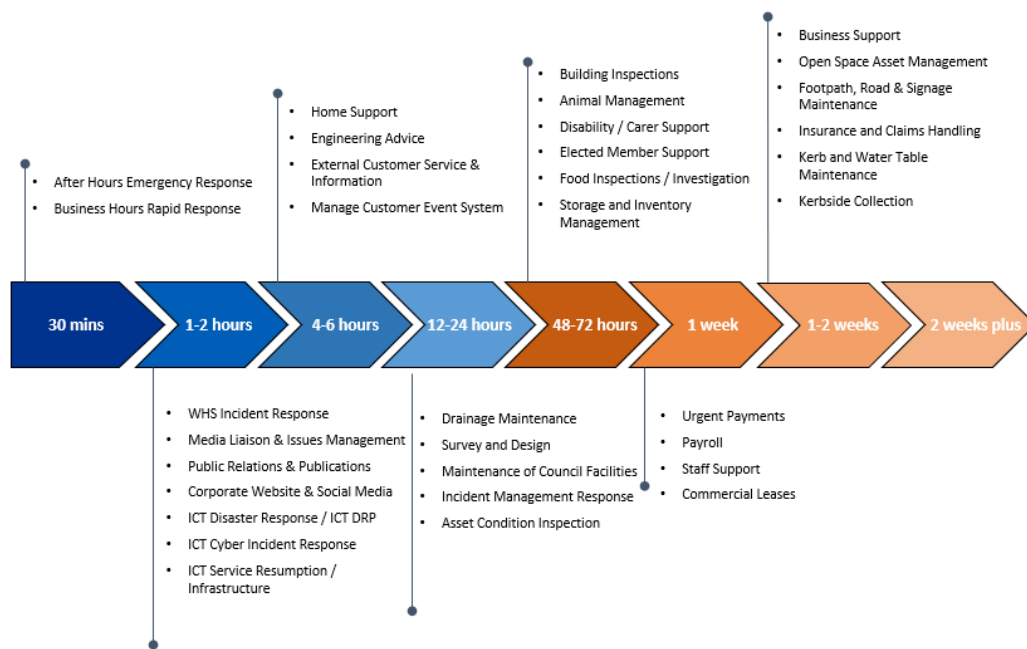 • After Hours Emergency Response
• Business Hours Rapid Response
• Home Support
• Engineering Advice
• External Customer Service &
Information
• Manage Customer Event System
• Building Inspections
• Animal Management
• Disability / Carer Support
• Elected Member Support
• Food Inspections / Investigation
• Storage and Inventory
Management
• Business Support
• Open Space Asset Management
• Footpath, Road & Signage
Maintenance
• Insurance and Claims Handling
• Kerb and Water Table
Maintenance
• Kerbside Collection
30 mins
1-2 hours
4-6 hours
12-24 hours
48-72 hours
1 week
1-2 weeks
2 weeks plus
• WHS Incident Response
• Media Liaison & Issues Management
• Public Relations & Publications
• Corporate Website & Social Media
• ICT Disaster Response / ICT DRP
• ICT Cyber Incident Response
• ICT Service Resumption /
Infrastructure
• Drainage Maintenance
• Survey and Design
• Maintenance of Council Facilities
• Incident Management Response
• Asset Condition Inspection
• Urgent Payments
• Payroll
• Staff Support
• Commercial Leases